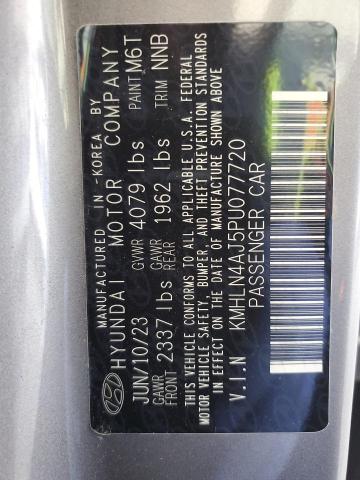 MANUFACTURED IN -KOREA BY
HYUNDAI MOTOR COMPANY
JUN/10/23 GVWR 4079 lbs PAINT M6T
GAWR FRONT 2337 lbs GAWR REAR 1962 lbs TRIM NNB
THIS VEHICLE CONFORMS TO ALL APPLICABLE U.S.A. FEDERAL
MOTOR VEHICLE SAFETY, BUMPER, AND THEFT PREVENTION STANDARDS
IN EFFECT ON THE DATE OF MANUFACTURE SHOWN ABOVE.
V.I.N KMHLN4AJ5PU077720
PASSENGER CAR